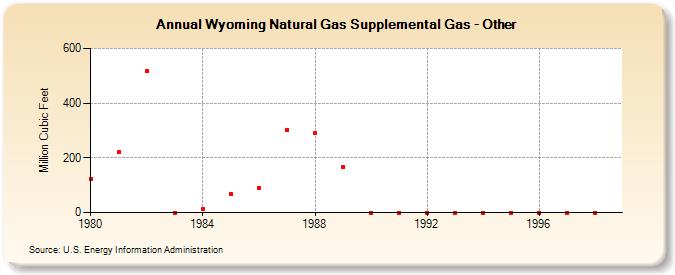 Annual Wyoming Natural Gas Supplemental Gas - Other
Million Cubic Feet
600
400
200
0
1980 1984 1988 1992 1996
Source: U.S. Energy Information Administration